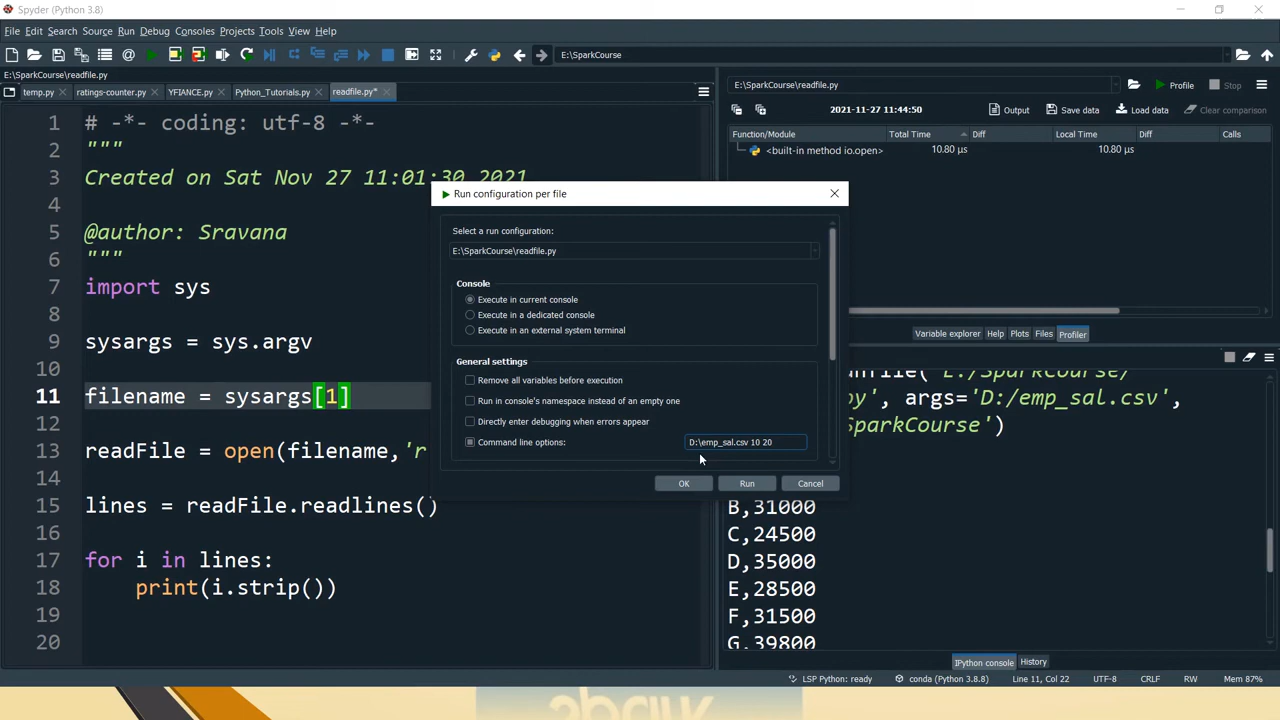 Spyder (Python 3.8)
File Edit Search Source Run Debug Consoles Projects Tools View Help
E:\SparkCourse
E:\SparkCourse\readfile.py
temp.py
ratings-counter.py
YFIANCE.py
Python_Tutorials.py
readfile.py*
1 # -*- coding: utf-8 -*-
2 """
3 Created on Sat Nov 27 11:01:30 2021
4
5 @author: Sravana
6 """
7 import sys
8
9 sysargs = sys.argv
10
11 filename = sysargs[1]
12
13 readFile = open(filename,'r
14
15 lines = readFile.readlines()
16
17 for i in lines:
18 print(i.strip())
19
20
Run configuration per file
Select a run configuration:
E:\SparkCourse\readfile.py
Console
Execute in current console
Execute in a dedicated console
Execute in an external system terminal
General settings
Remove all variables before execution
Run in console's namespace instead of an empty one
Directly enter debugging when errors appear
Command line options: D:\emp_sal.csv 10 20
OK Run Cancel
E:\SparkCourse\readfile.py Profile Stop
2021-11-27 11:44:50 Output Save data Load data Clear comparison
Function/Module Total Time Diff Local Time Diff Calls
<built-in method io.open> 10.80 µs 10.80 µs
Variable explorer Help Plots Files Profiler
unfile('E:/SparkCourse/
py', args='D:/emp_sal.csv',
SparkCourse')
B,31000
C,24500
D,35000
E,28500
F,31500
G,39800
IPython console History
LSP Python: ready conda (Python 3.8.8) Line 11, Col 22 UTF-8 CRLF RW Mem 87%